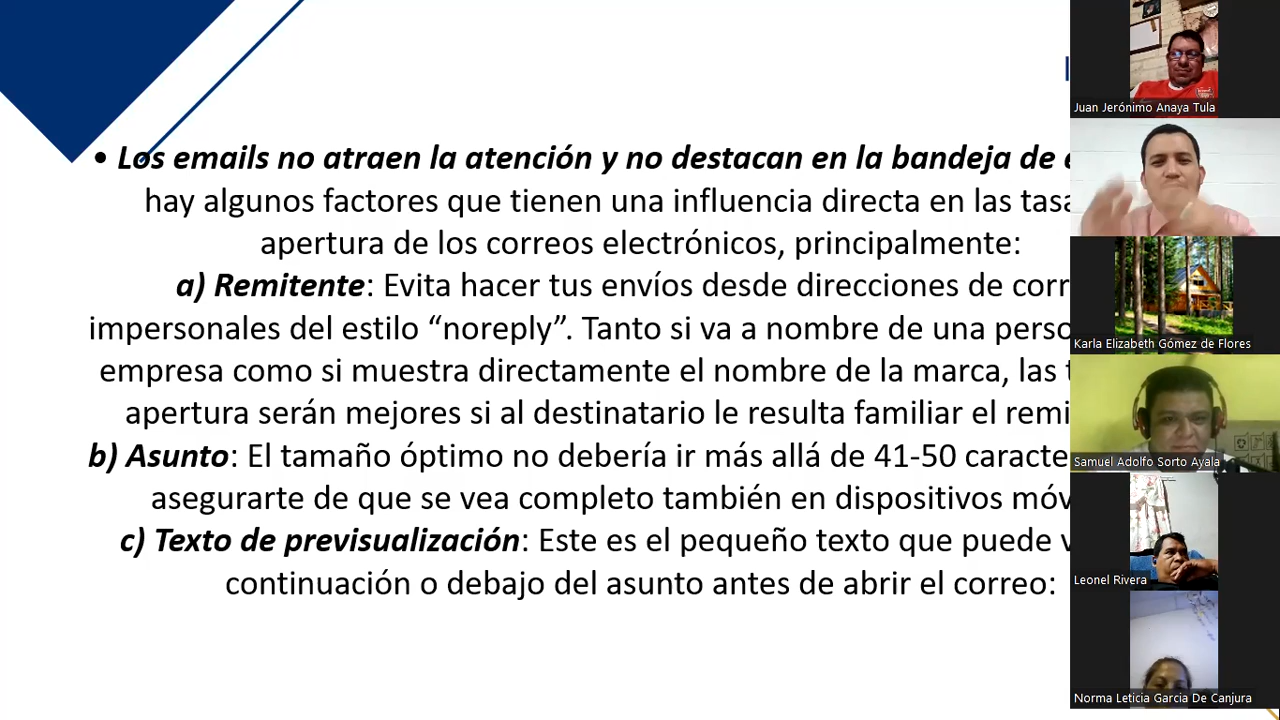 • Los emails no atraen la atención y no destacan en la bandeja de
hay algunos factores que tienen una influencia directa en las
apertura de los correos electrónicos, principalmente:
a) Remitente: Evita hacer tus envíos desde direcciones de
impersonales del estilo “noreply”. Tanto si va a nombre de una
empresa como si muestra directamente el nombre de la marca, las
apertura serán mejores si al destinatario le resulta familiar el
b) Asunto: El tamaño óptimo no debería ir más allá de 41-50
asegurarte de que se vea completo también en dispositivos
c) Texto de previsualización: Este es el pequeño texto que puede
continuación o debajo del asunto antes de abrir el correo:
Juan Jerónimo Anaya Tula
Karla Elizabeth Gómez de Flores
Samuel Adolfo Sorto Ayala
Leonel Rivera
Norma Leticia Garcia De Canjura